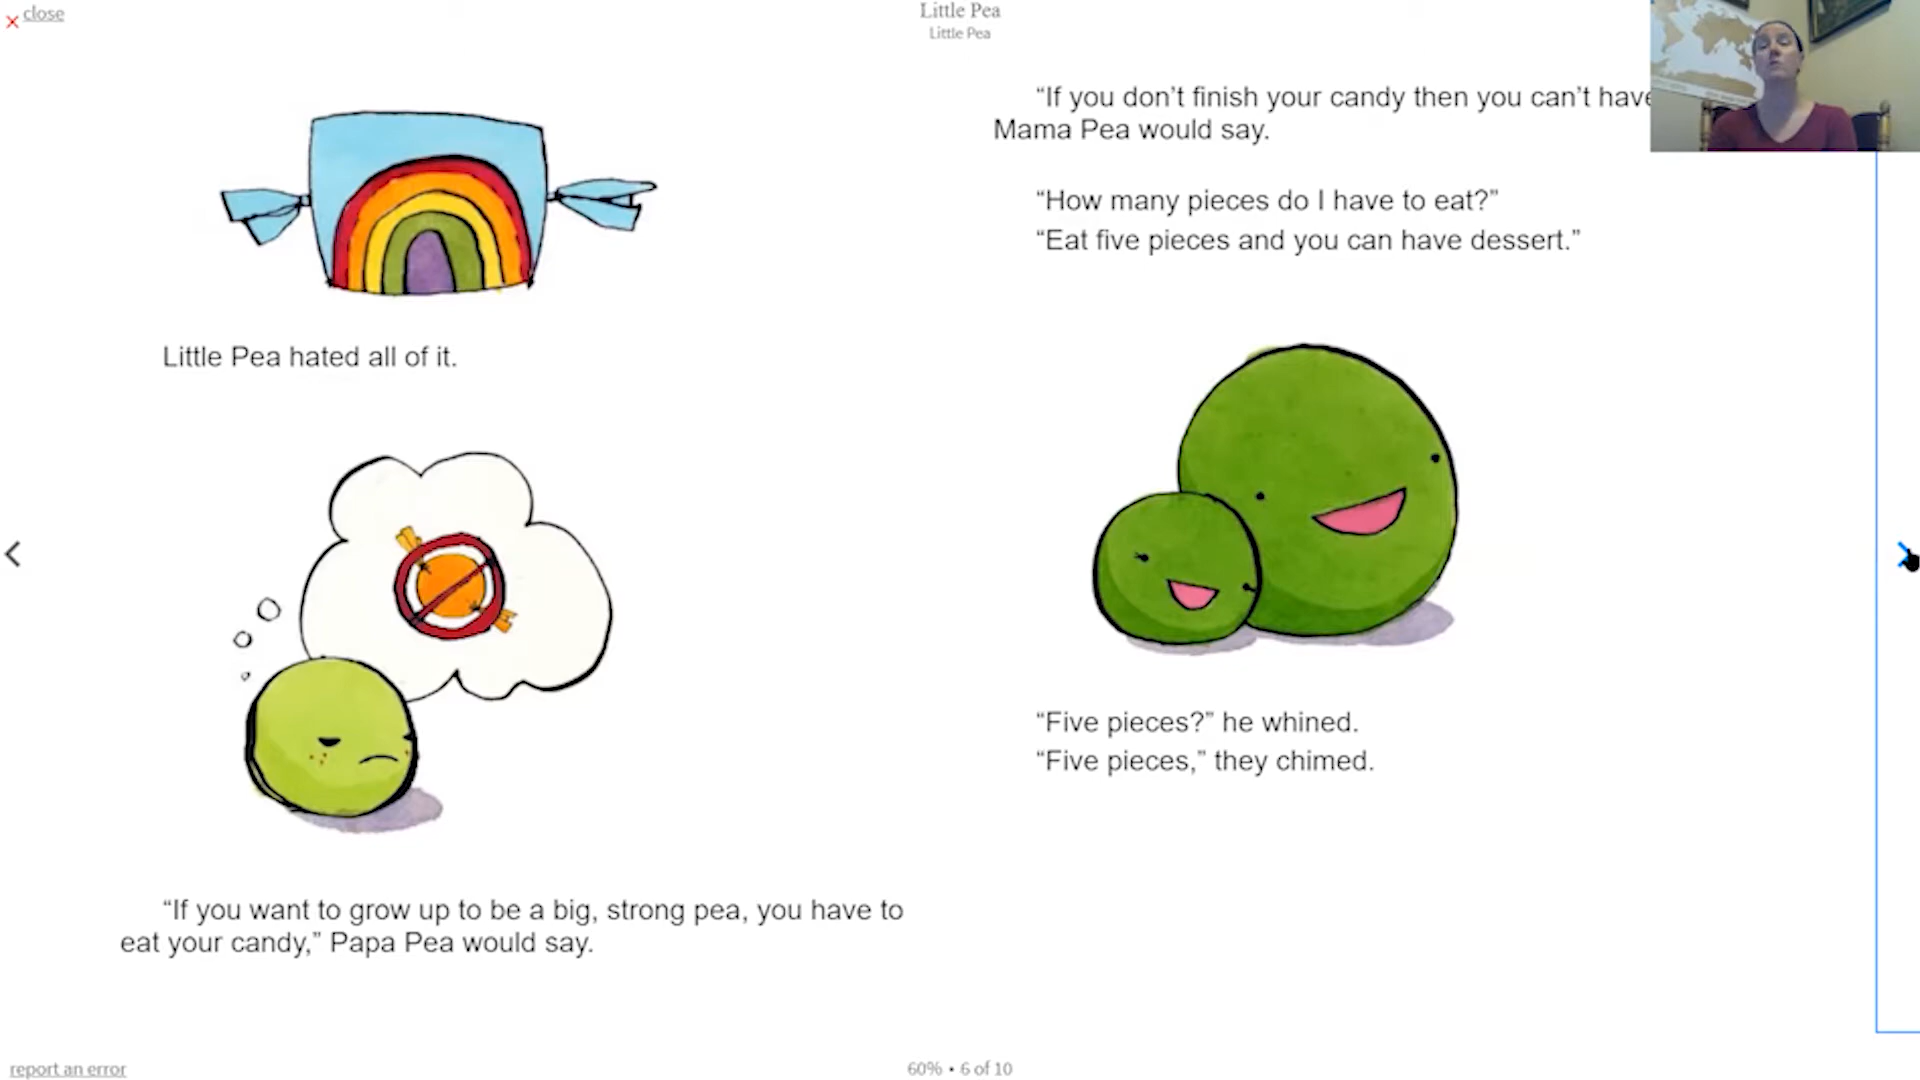 close
Little Pea
Little Pea
Little Pea hated all of it.
“If you want to grow up to be a big, strong pea, you have to
eat your candy,” Papa Pea would say.
“If you don’t finish your candy then you can’t have
Mama Pea would say.
“How many pieces do I have to eat?”
“Eat five pieces and you can have dessert.”
“Five pieces?” he whined.
“Five pieces,” they chimed.
report an error
60% • 6 of 10